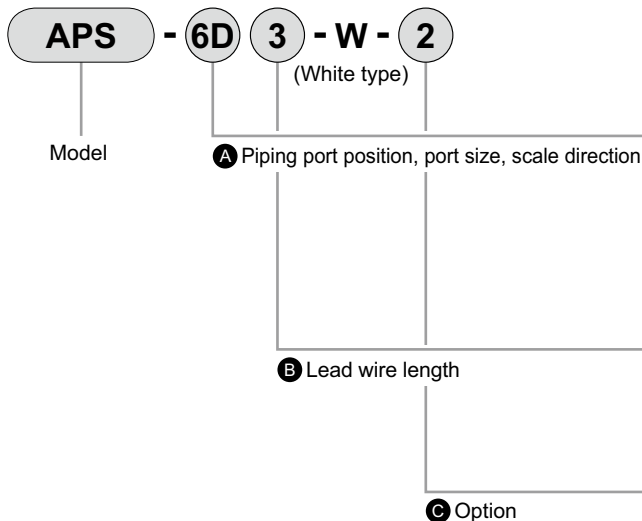 APS - 6D 3 - W - 2
(White type)
Model
A Piping port position, port size, scale direction
B Lead wire length
C Option